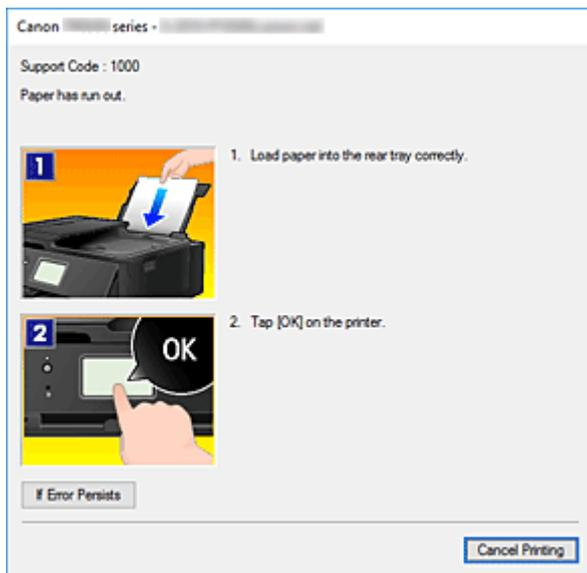 Canon series -
Support Code : 1000
Paper has run out.
1
1. Load paper into the rear tray correctly.
2
OK
2. Tap [OK] on the printer.
If Error Persists
Cancel Printing